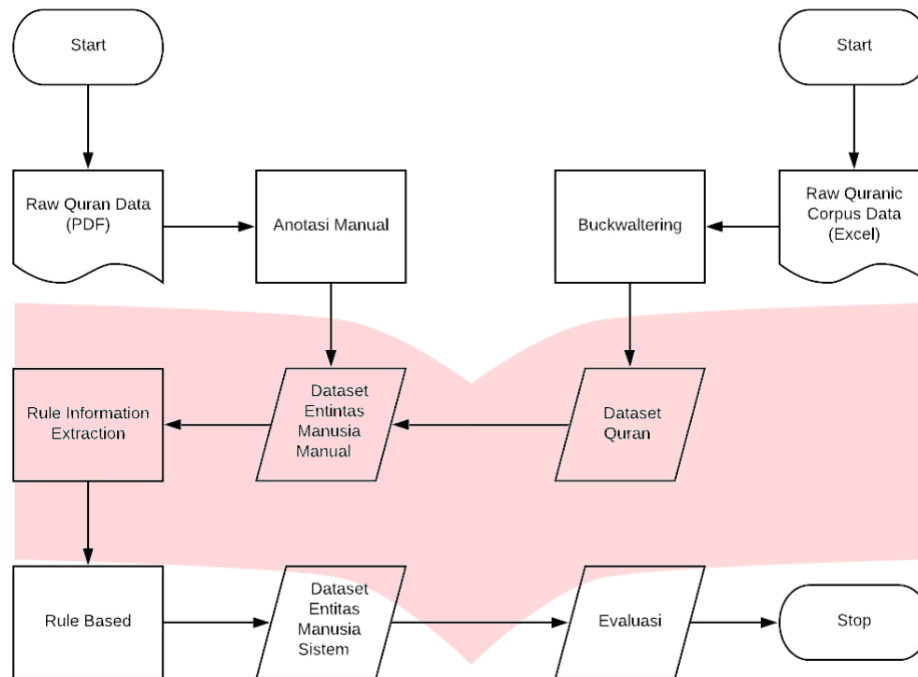 Start
Start
Raw Quran Data
(PDF)
Anotasi Manual
Buckwaltering
Raw Quranic
Corpus Data
(Excel)
Rule Information
Extraction
Dataset
Entintas
Manusia
Manual
Dataset
Quran
Rule Based
Dataset
Entitas
Manusia
Sistem
Evaluasi
Stop